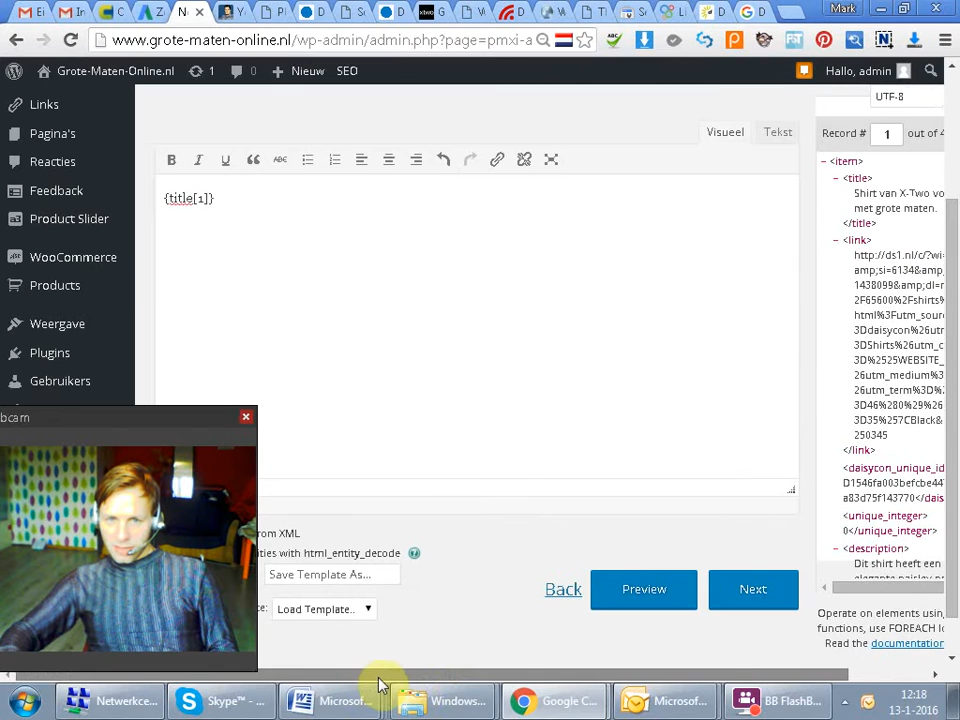 Mark
www.grote-maten-online.nl/wp-admin/admin.php?page=pmxi-a
Grote-Maten-Online.nl 1 0 + Nieuw SEO Hallo, admin
Links
Pagina's
Reacties
Feedback
Product Slider
WooCommerce
Products
Weergave
Plugins
Gebruikers
Visueel Tekst
B I U ABC
{title[1]}
UTF-8
Record # 1 out of 4
− <item>
− <title>
Shirt van X-Two vo
met grote maten.
</title>
− <link>
http://ds1.nl/c/?wi=
amp;si=6134&amp
1438099&amp;dl=r
2F65600%2Fshirts
html%3Futm_sourc
3Ddaisycon%26utm
3DShirts%26utm_c
3D%2525WEBSITE_
26utm_medium%3
26utm_term%3D%
3D46%280%29%26
3D35%257CBlack&
250345
</link>
<daisycon_unique_id
D1546fa003befcbe44
a83d75f143770</dais
<unique_integer>
0</unique_integer>
− <description>
Dit shirt heeft een
Operate on elements using
functions, use FOREACH lo
Read the documentation
bcam
rom XML
ities with html_entity_decode
Save Template As...
e: Load Template..
Back Preview Next
Netwerkce... Skype™ - ... Microsof... Windows... Google C... Microsof... BB FlashB...
12:18
13-1-2016